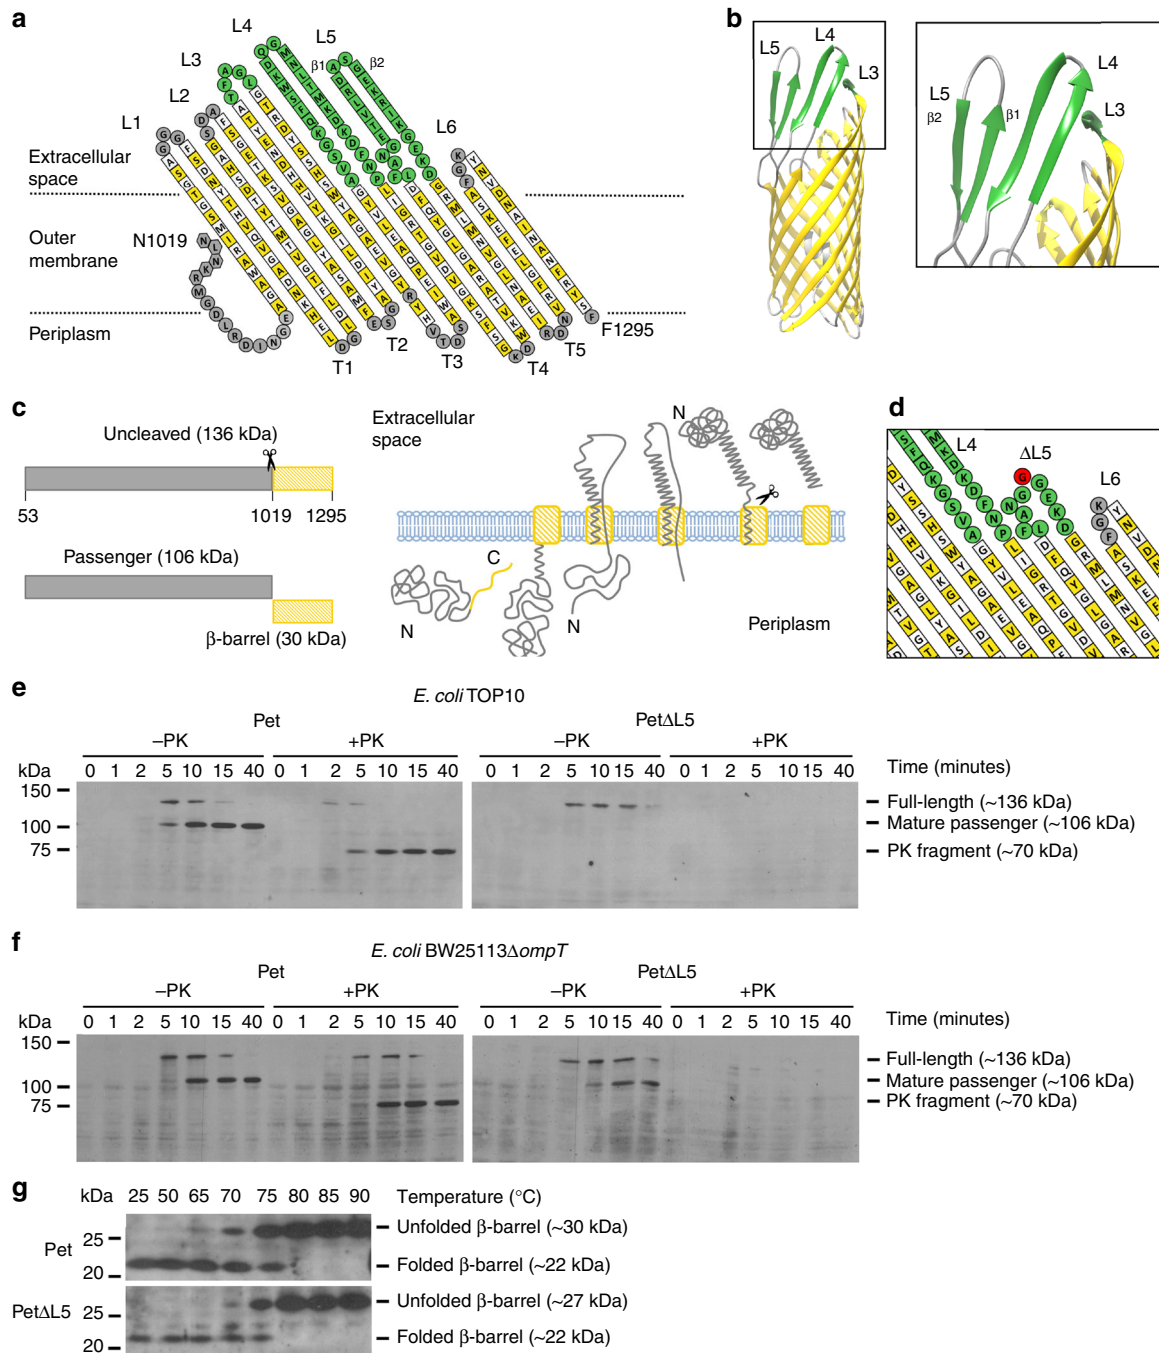 a
L1
L2
L3
L4
L5
β1
β2
L6
Extracellular
space
N1019
Outer
membrane
Periplasm
T1
T2
T3
T4
T5
F1295
b
L5
L4
L3
L5
β2
β1
L4
L3
c
Uncleaved (136 kDa)
53
1019
1295
Passenger (106 kDa)
β-barrel (30 kDa)
Extracellular
space
N
C
N
N
Periplasm
d
L4
ΔL5
L6
e
E. coli TOP10
Pet
PetΔL5
–PK
+PK
–PK
+PK
kDa
0 1 2 5 10 15 40
0 1 2 5 10 15 40
0 1 2 5 10 15 40
0 1 2 5 10 15 40
Time (minutes)
150
100
75
Full-length (~136 kDa)
Mature passenger (~106 kDa)
PK fragment (~70 kDa)
f
E. coli BW25113ΔompT
Pet
PetΔL5
–PK
+PK
–PK
+PK
kDa
0 1 2 5 10 15 40
0 1 2 5 10 15 40
0 1 2 5 10 15 40
0 1 2 5 10 15 40
Time (minutes)
150
100
75
Full-length (~136 kDa)
Mature passenger (~106 kDa)
PK fragment (~70 kDa)
g
kDa
25 50 65 70 75 80 85 90
Temperature (°C)
Pet
25
20
Unfolded β-barrel (~30 kDa)
Folded β-barrel (~22 kDa)
PetΔL5
25
20
Unfolded β-barrel (~27 kDa)
Folded β-barrel (~22 kDa)